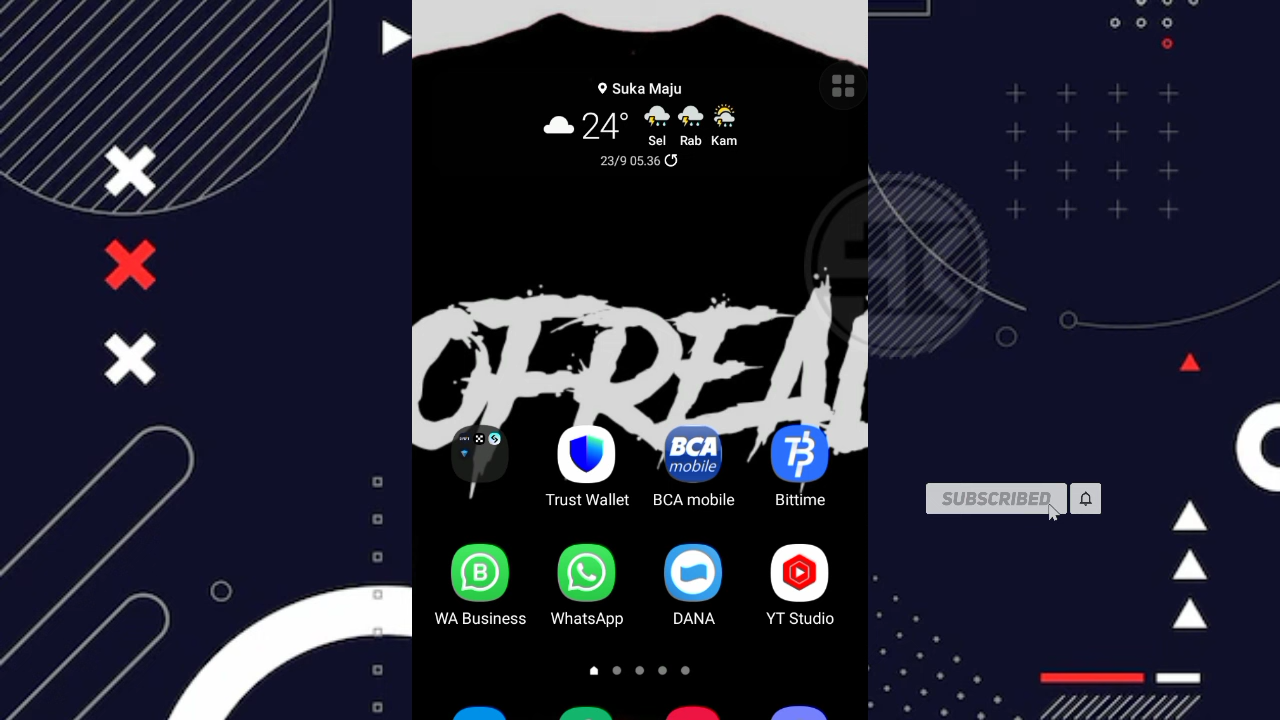 Suka Maju
24°
Sel Rab Kam
23/9 05.36
OFREAL
Trust Wallet
BCA mobile
BCA mobile
Bittime
SUBSCRIBED
B
WA Business
WhatsApp
DANA
YT Studio